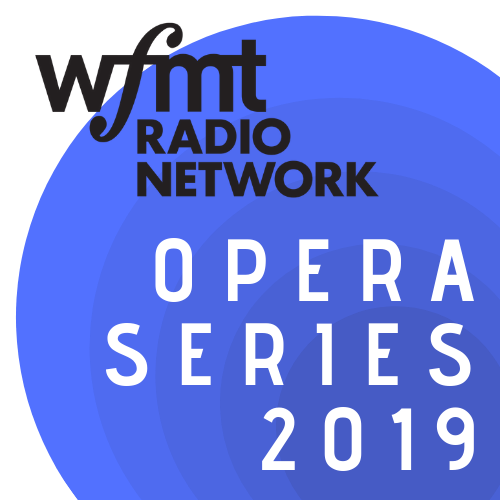 wfmt
RADIO
NETWORK
OPERA
SERIES
2019